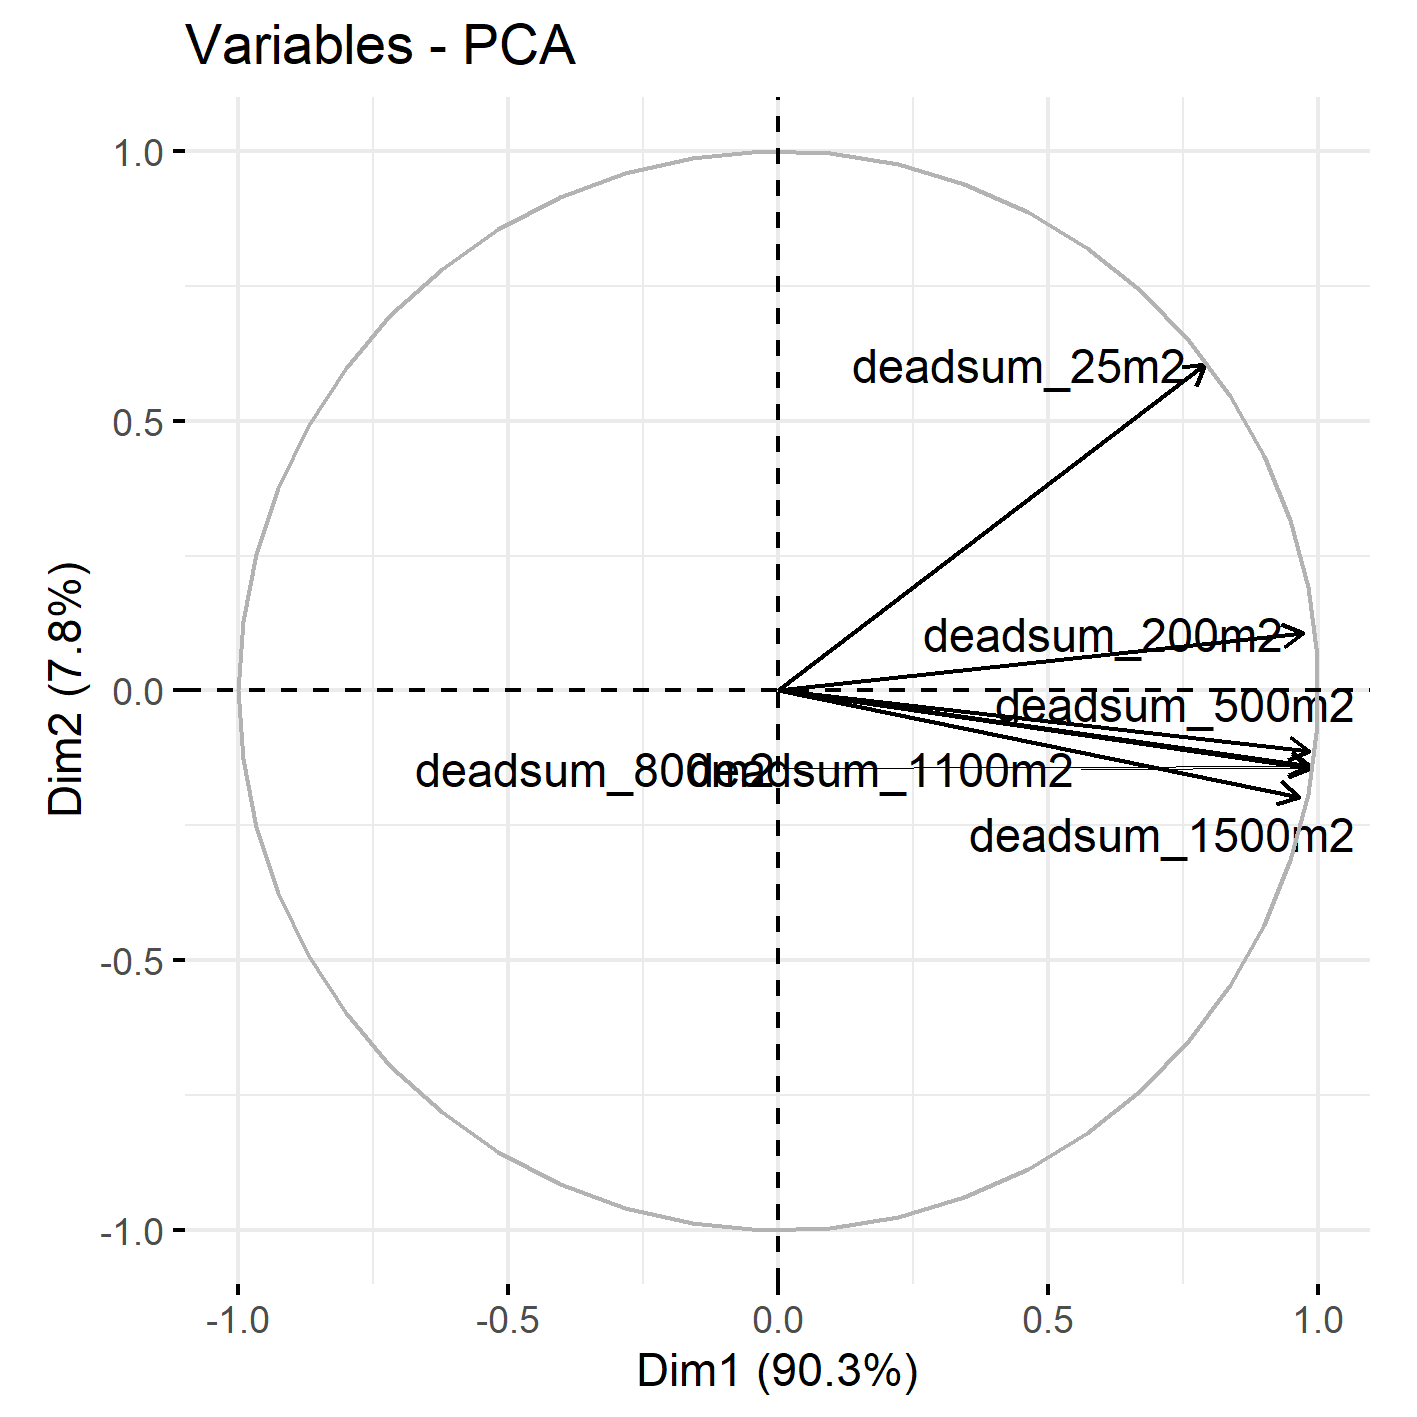 Variables - PCA
1.0
0.5
0.0
-0.5
-1.0
Dim2 (7.8%)
deadsum_25m2
deadsum_200m2
deadsum_500m2
deadsum_800m2
deadsum_1100m2
deadsum_1500m2
-1.0
-0.5
0.0
0.5
1.0
Dim1 (90.3%)